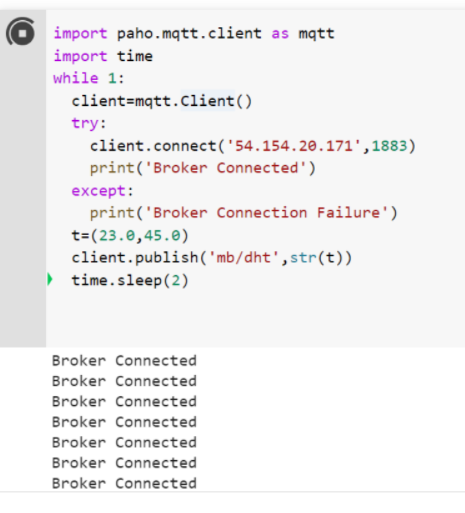 import paho.mqtt.client as mqtt
import time
while 1:
  client=mqtt.Client()
  try:
    client.connect('54.154.20.171',1883)
    print('Broker Connected')
  except:
    print('Broker Connection Failure')
  t=(23.0,45.0)
  client.publish('mb/dht',str(t))
  time.sleep(2)
Broker Connected
Broker Connected
Broker Connected
Broker Connected
Broker Connected
Broker Connected
Broker Connected